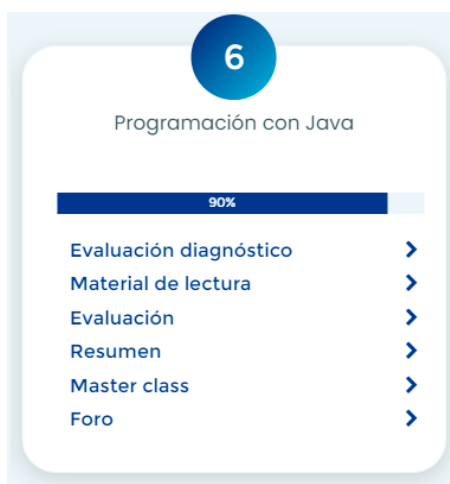 6
Programación con Java
90%
Evaluación diagnóstico
Material de lectura
Evaluación
Resumen
Master class
Foro